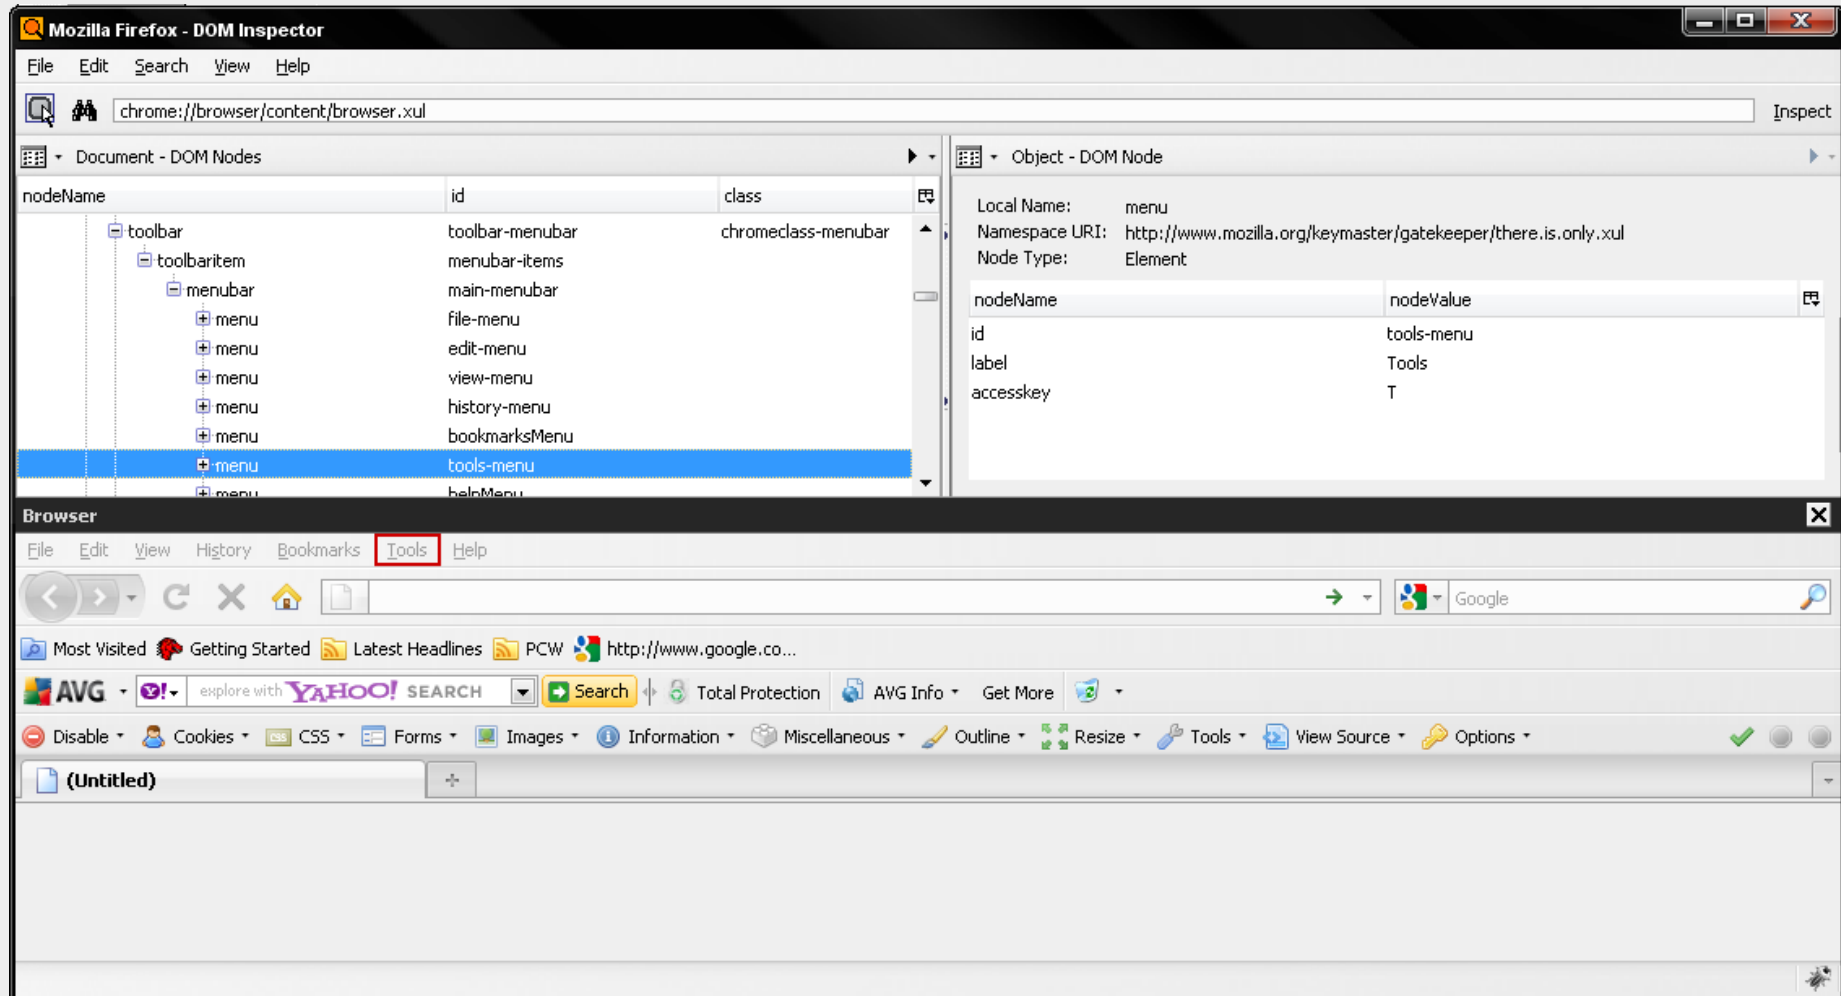 Mozilla Firefox - DOM Inspector
File Edit Search View Help
chrome://browser/content/browser.xul Inspect
Document - DOM Nodes
nodeName id class
toolbar toolbar-menubar chromeclass-menubar
toolbaritem menubar-items
menubar main-menubar
menu file-menu
menu edit-menu
menu view-menu
menu history-menu
menu bookmarksMenu
menu tools-menu
menu helpMenu
Object - DOM Node
Local Name: menu
Namespace URI: http://www.mozilla.org/keymaster/gatekeeper/there.is.only.xul
Node Type: Element
nodeName nodeValue
id tools-menu
label Tools
accesskey T
Browser
File Edit View History Bookmarks Tools Help
Google
Most Visited Getting Started Latest Headlines PCW http://www.google.co...
AVG Y! explore with YAHOO! SEARCH Search Total Protection AVG Info Get More
Disable Cookies CSS CSS Forms Images Information Miscellaneous Outline Resize Tools View Source Options
(Untitled)